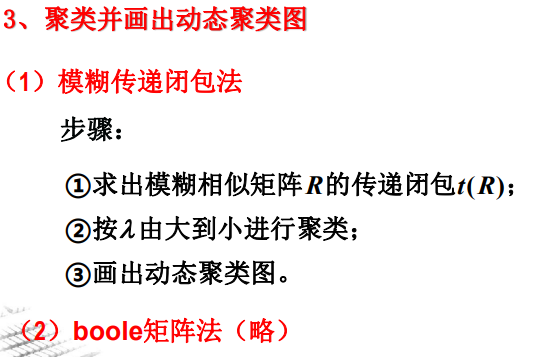 3、聚类并画出动态聚类图
（1）模糊传递闭包法
步骤：
①求出模糊相似矩阵R的传递闭包t(R);
②按λ由大到小进行聚类;
③画出动态聚类图。
（2）boole矩阵法（略）